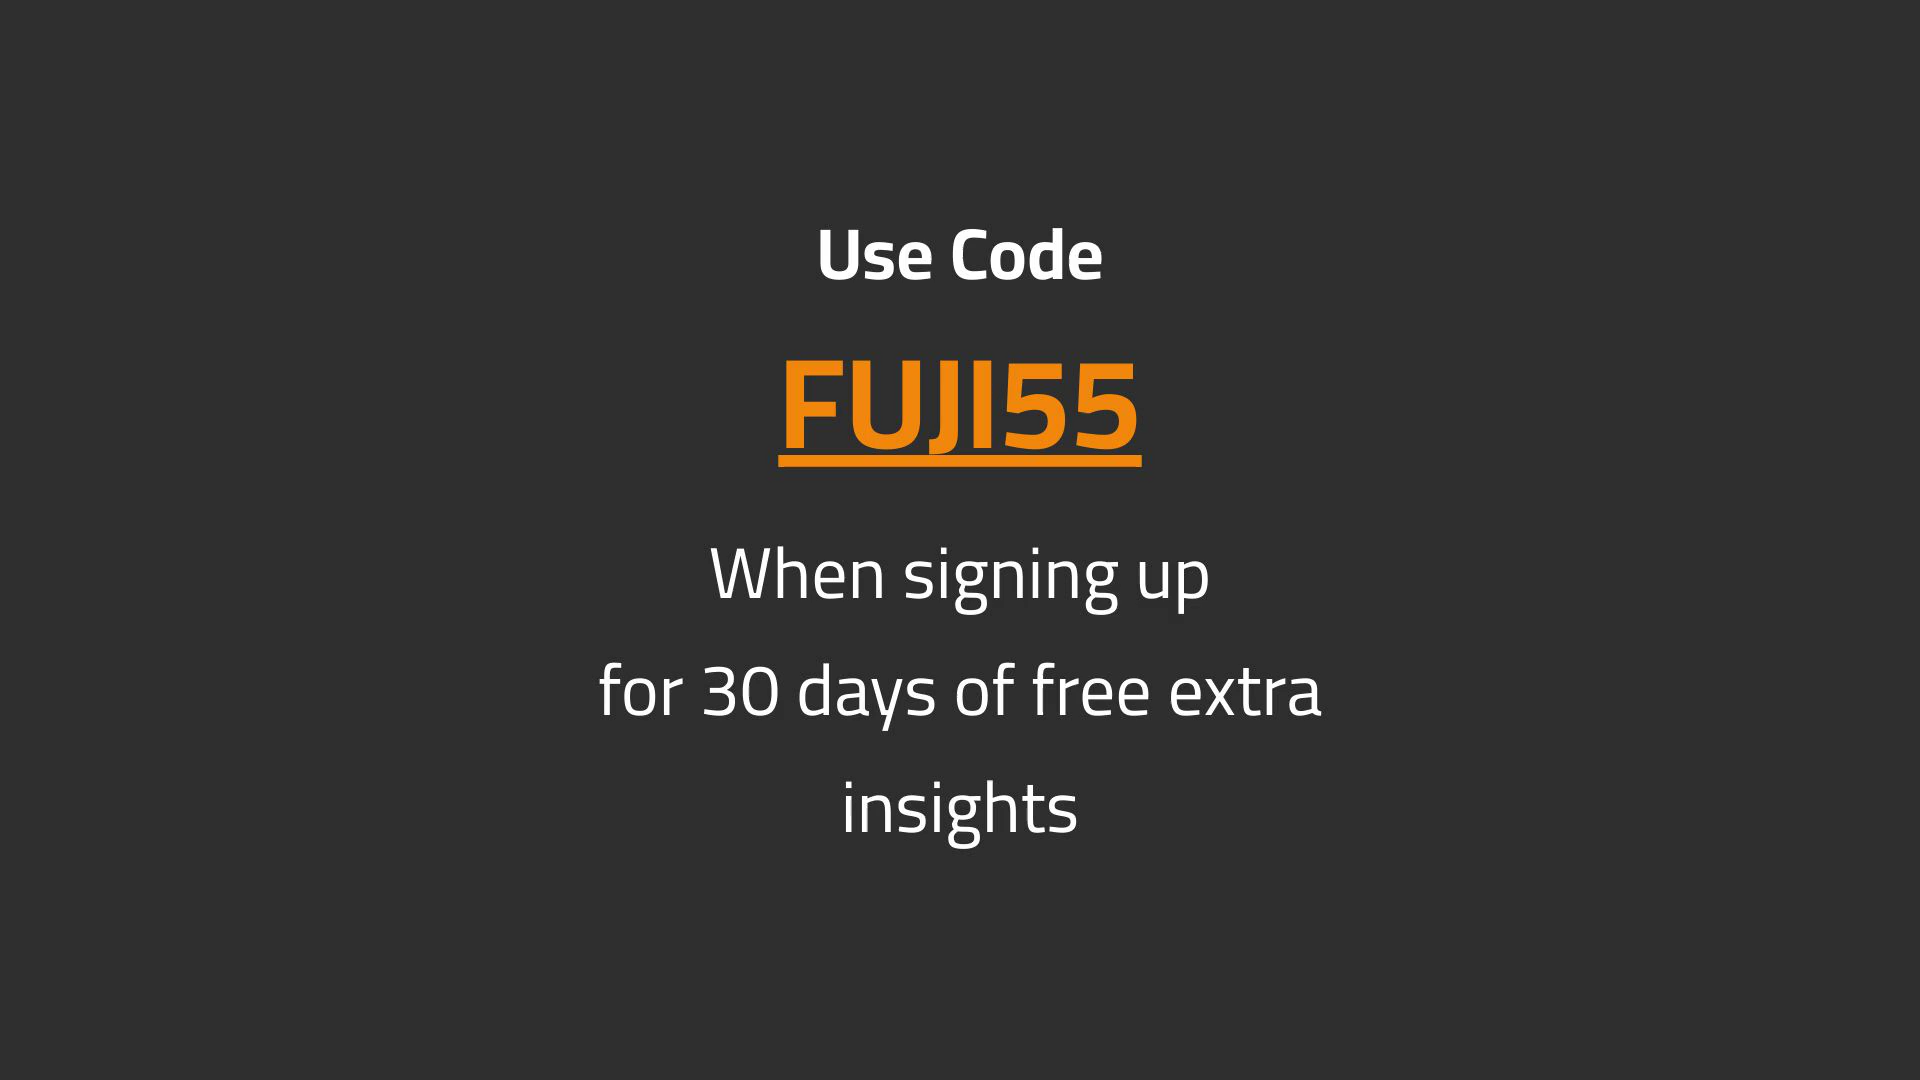 Use Code
FUJI55
When signing up
for 30 days of free extra
insights